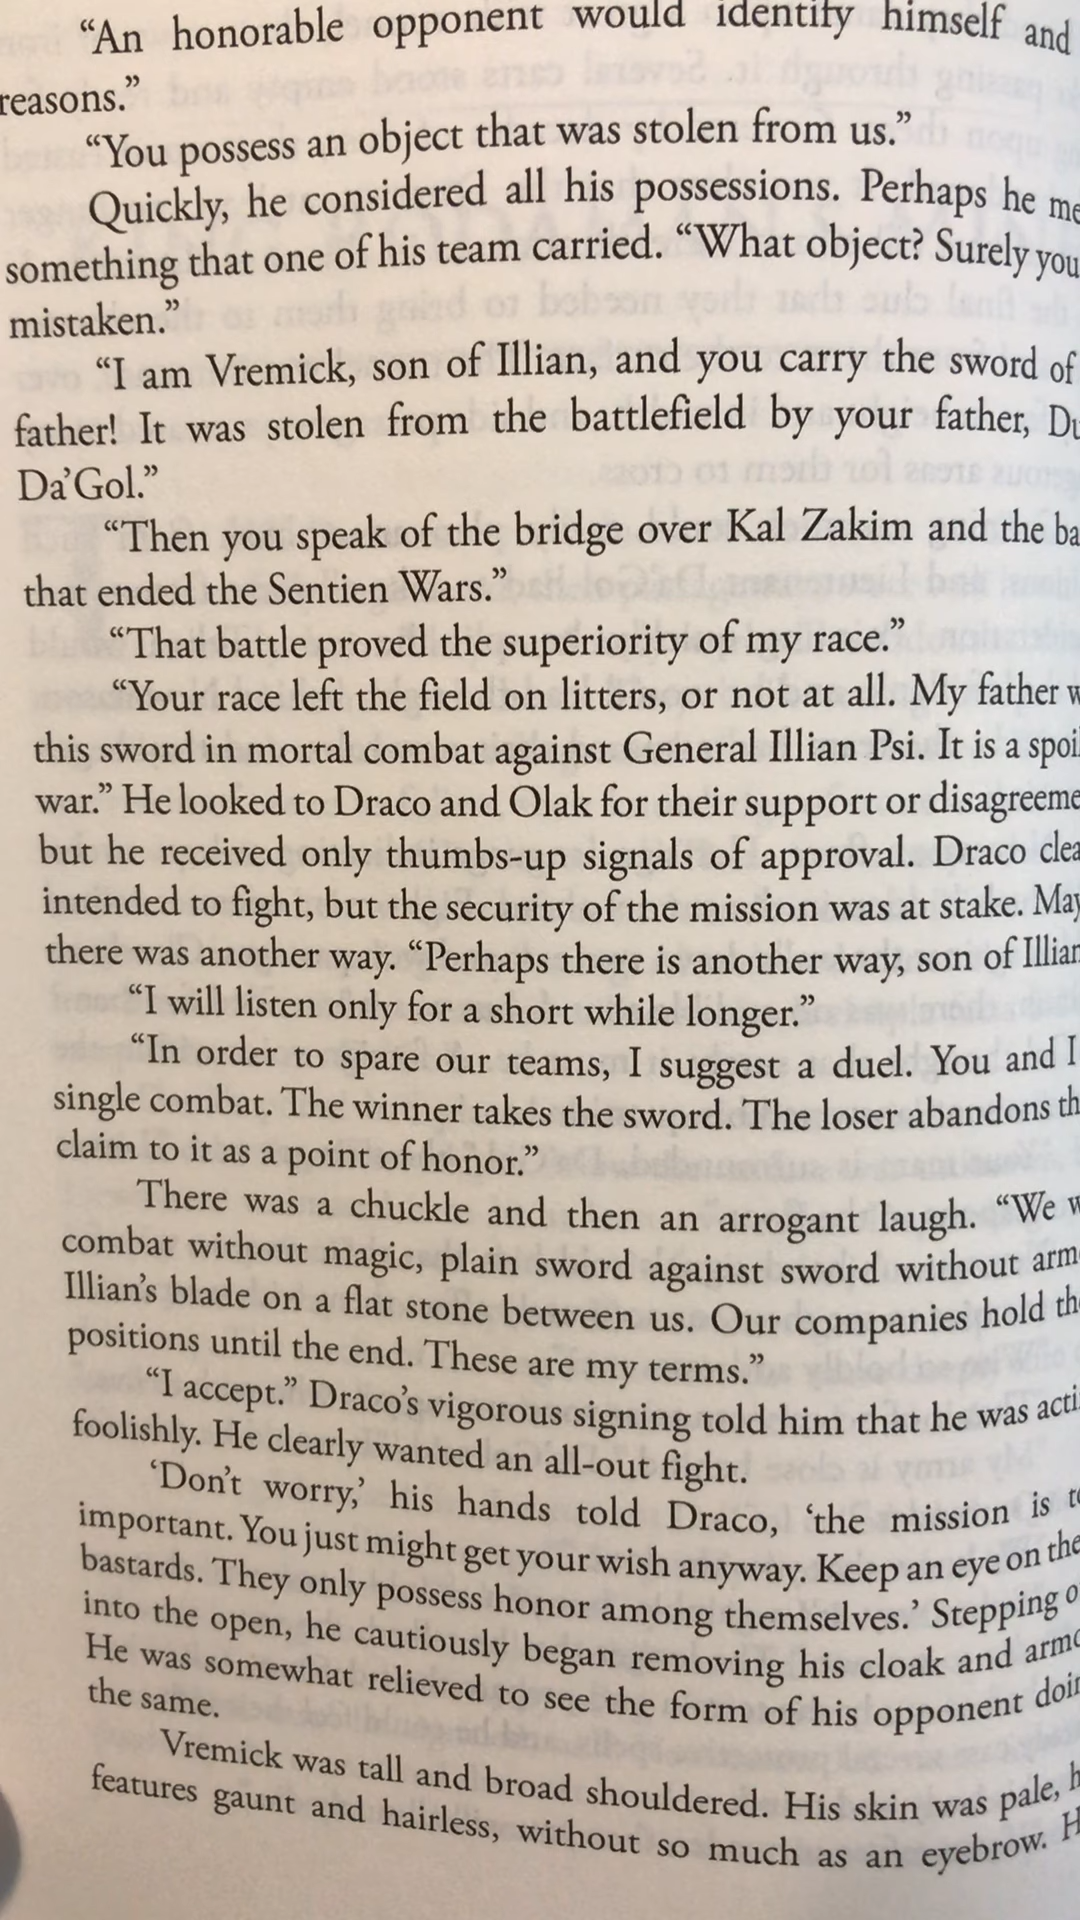 “An honorable opponent would identify himself and
reasons.”
“You possess an object that was stolen from us.”
Quickly, he considered all his possessions. Perhaps he
something that one of his team carried. “What object? Surely you
mistaken.”
“I am Vremick, son of Illian, and you carry the sword of
father! It was stolen from the battlefield by your father,
Da’Gol.”
“Then you speak of the bridge over Kal Zakim and the
that ended the Sentien Wars.”
“That battle proved the superiority of my race.”
“Your race left the field on litters, or not at all. My father
this sword in mortal combat against General Illian Psi. It is a
war.” He looked to Draco and Olak for their support or
but he received only thumbs-up signals of approval. Draco
intended to fight, but the security of the mission was at stake.
there was another way. “Perhaps there is another way, son of
“I will listen only for a short while longer.”
“In order to spare our teams, I suggest a duel. You and I
single combat. The winner takes the sword. The loser abandons
claim to it as a point of honor.”
There was a chuckle and then an arrogant laugh. “We
combat without magic, plain sword against sword without
Illian’s blade on a flat stone between us. Our companies hold
positions until the end. These are my terms.”
“I accept.” Draco’s vigorous signing told him that he was
foolishly. He clearly wanted an all-out fight.
‘Don’t worry,’ his hands told Draco, ‘the mission is
important. You just might get your wish anyway. Keep an eye on
bastards. They only possess honor among themselves.’ Stepping
into the open, he cautiously began removing his cloak and
He was somewhat relieved to see the form of his opponent
the same.
Vremick was tall and broad shouldered. His skin was pale,
features gaunt and hairless, without so much as an eyebrow.